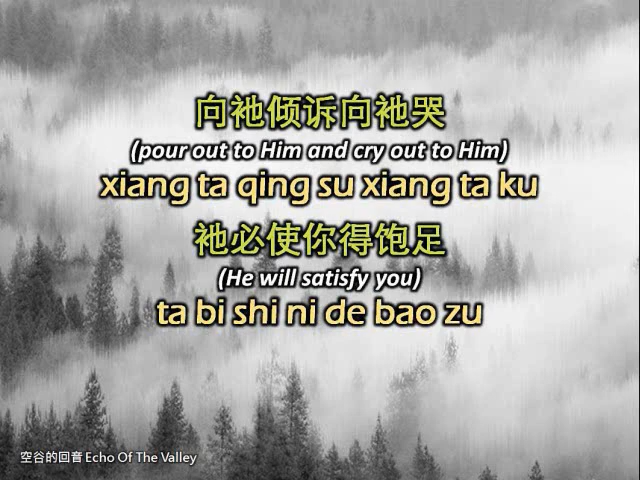 向祂倾诉向祂哭
(pour out to Him and cry out to Him)
xiang ta qing su xiang ta ku
祂必使你得饱足
(He will satisfy you)
ta bi shi ni de bao zu
空谷的回音 Echo Of The Valley